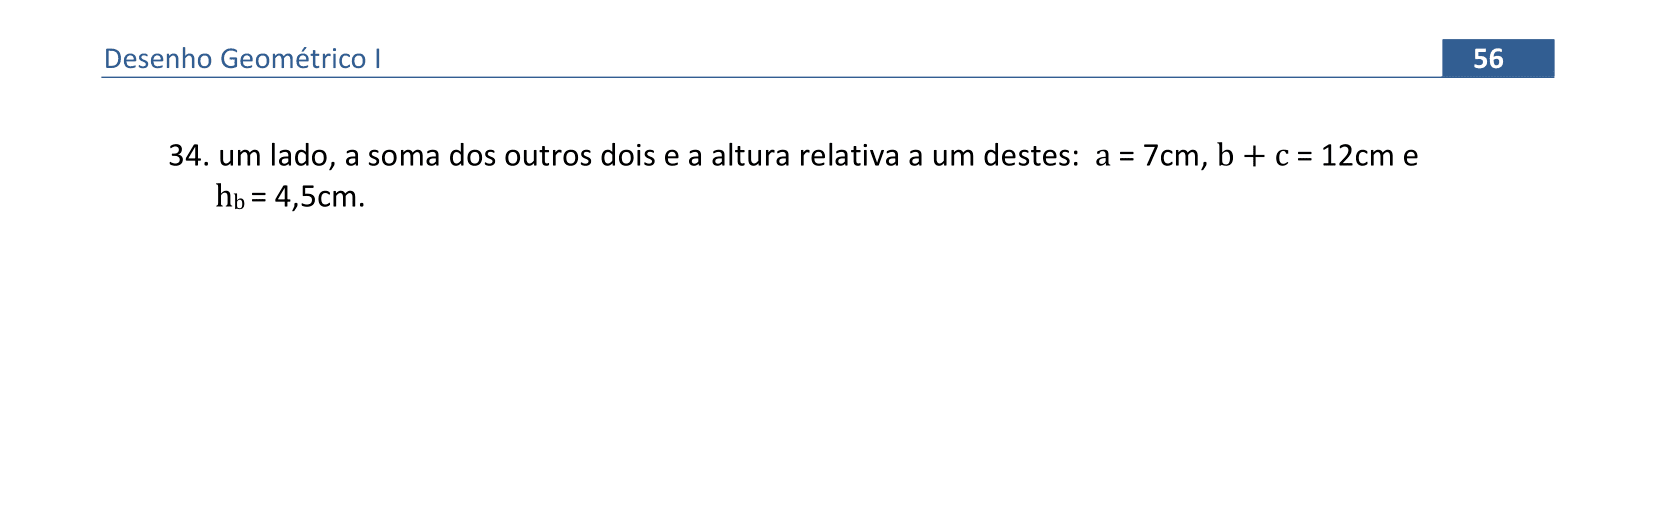 Desenho Geométrico I
56
34. um lado, a soma dos outros dois e a altura relativa a um destes: a = 7cm, b + c = 12cm e
h_b = 4,5cm.